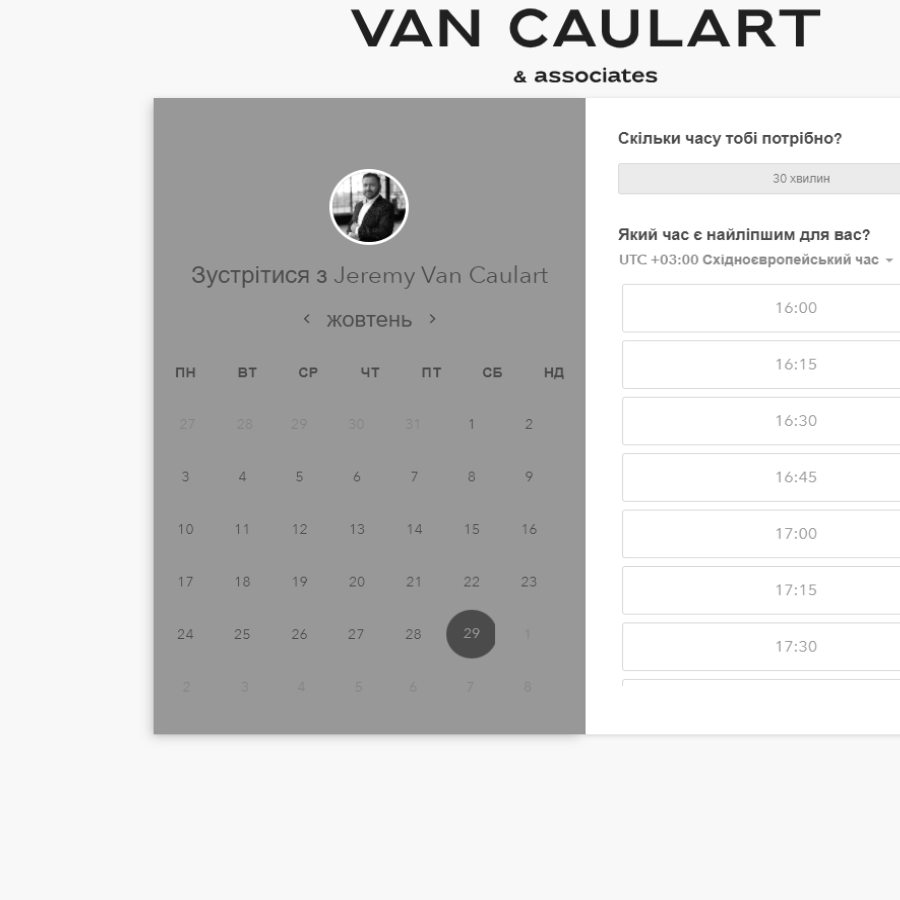 VAN CAULART
& associates
Зустрітися з Jeremy Van Caulart
жовтень
ПН ВТ СР ЧТ ПТ СБ НД
27 28 29 30 31 1 2
3 4 5 6 7 8 9
10 11 12 13 14 15 16
17 18 19 20 21 22 23
24 25 26 27 28 29 1
2 3 4 5 6 7 8
Скільки часу тобі потрібно?
30 хвилин
Який час є найліпшим для вас?
UTC +03:00 Східноєвропейський час
16:00
16:15
16:30
16:45
17:00
17:15
17:30